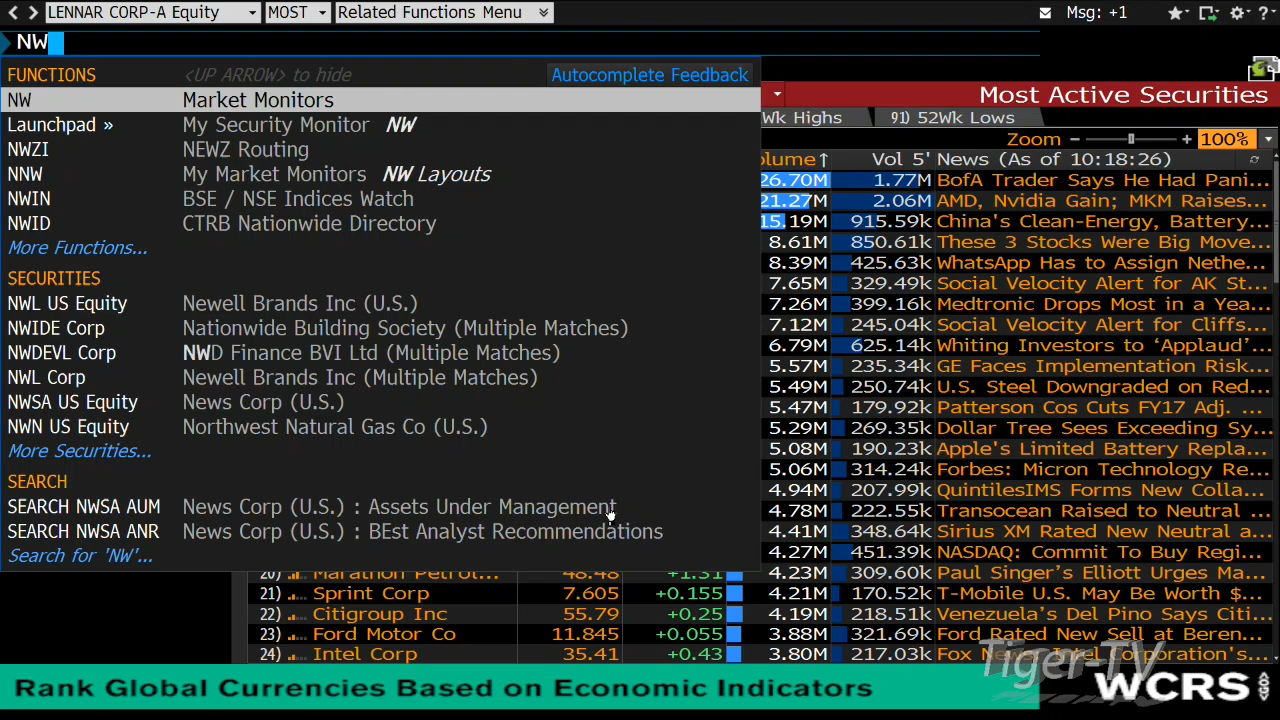 LENNAR CORP-A Equity MOST Related Functions Menu Msg: +1
NW
FUNCTIONS <UP ARROW> to hide Autocomplete Feedback
NW Market Monitors
Launchpad » My Security Monitor NW
NWZI NEWZ Routing
NNW My Market Monitors NW Layouts
NWIN BSE / NSE Indices Watch
NWID CTRB Nationwide Directory
More Functions...
SECURITIES
NWL US Equity Newell Brands Inc (U.S.)
NWIDE Corp Nationwide Building Society (Multiple Matches)
NWDEVL Corp NWD Finance BVI Ltd (Multiple Matches)
NWL Corp Newell Brands Inc (Multiple Matches)
NWSA US Equity News Corp (U.S.)
NWN US Equity Northwest Natural Gas Co (U.S.)
More Securities...
SEARCH
SEARCH NWSA AUM News Corp (U.S.) : Assets Under Management
SEARCH NWSA ANR News Corp (U.S.) : BEst Analyst Recommendations
Search for 'NW'...
Most Active Securities
Wk Highs 91) 52Wk Lows
Zoom - + 100%
olume↑ Vol 5' News (As of 10:18:26)
26.70M 1.77M BofA Trader Says He Had Pani...
21.27M 2.06M AMD, Nvidia Gain; MKM Raises...
15.19M 915.59k China's Clean-Energy, Battery...
8.61M 850.61k These 3 Stocks Were Big Move...
8.39M 425.63k WhatsApp Has to Assign Nethe...
7.65M 329.49k Social Velocity Alert for AK St...
7.26M 399.16k Medtronic Drops Most in a Yea...
7.12M 245.04k Social Velocity Alert for Cliffs...
6.79M 625.14k Whiting Investors to ‘Applaud’...
5.57M 235.34k GE Faces Implementation Risk...
5.49M 250.74k U.S. Steel Downgraded on Red...
5.47M 179.92k Patterson Cos Cuts FY17 Adj. ...
5.29M 269.35k Dollar Tree Sees Exceeding Sy...
5.08M 190.23k Apple's Limited Battery Repla...
5.06M 314.24k Forbes: Micron Technology Re...
4.94M 207.99k QuintilesIMS Forms New Colla...
4.78M 222.55k Transocean Raised to Neutral ...
4.41M 348.64k Sirius XM Rated New Neutral a...
4.27M 451.39k NASDAQ: Commit To Buy Regi...
20) Marathon Petrol... 48.48 +1.31 4.23M 309.60k Paul Singer's Elliott Urges Ma...
21) Sprint Corp 7.605 +0.155 4.21M 170.52k T-Mobile U.S. May Be Worth $...
22) Citigroup Inc 55.79 +0.25 4.19M 218.51k Venezuela's Del Pino Says Citi...
23) Ford Motor Co 11.845 +0.055 3.88M 321.69k Ford Rated New Sell at Beren...
24) Intel Corp 35.41 +0.43 3.80M 217.03k Fox News: Intel Corporation's...
Tiger-TV
Rank Global Currencies Based on Economic Indicators WCRS <GO>